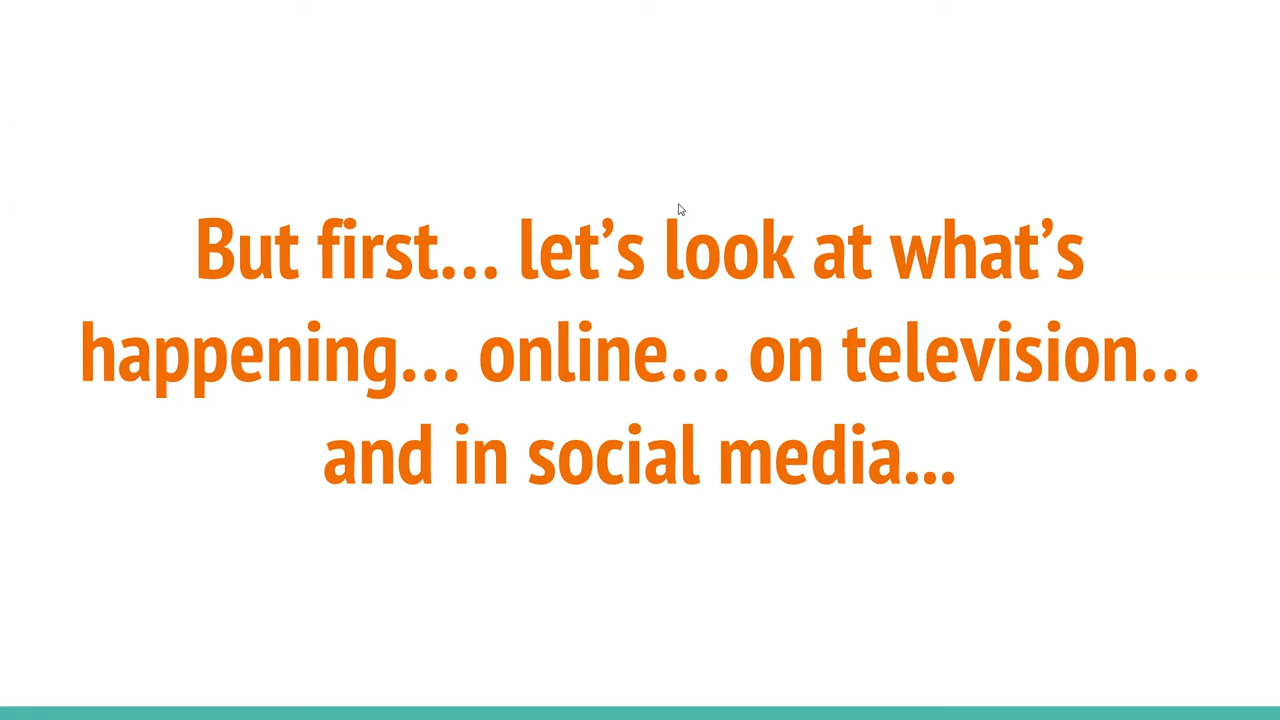 But first… let’s look at what’s
happening… online… on television…
and in social media...